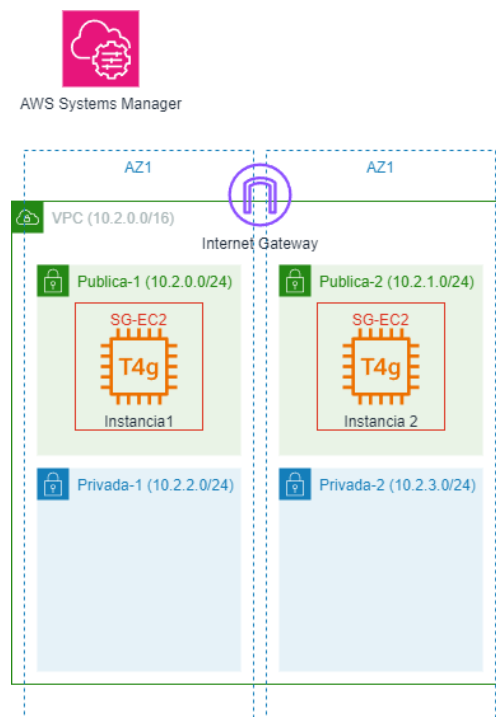 AWS Systems Manager
AZ1
AZ1
VPC (10.2.0.0/16)
Internet Gateway
Publica-1 (10.2.0.0/24)
Publica-2 (10.2.1.0/24)
SG-EC2
SG-EC2
T4g
T4g
Instancia1
Instancia 2
Privada-1 (10.2.2.0/24)
Privada-2 (10.2.3.0/24)